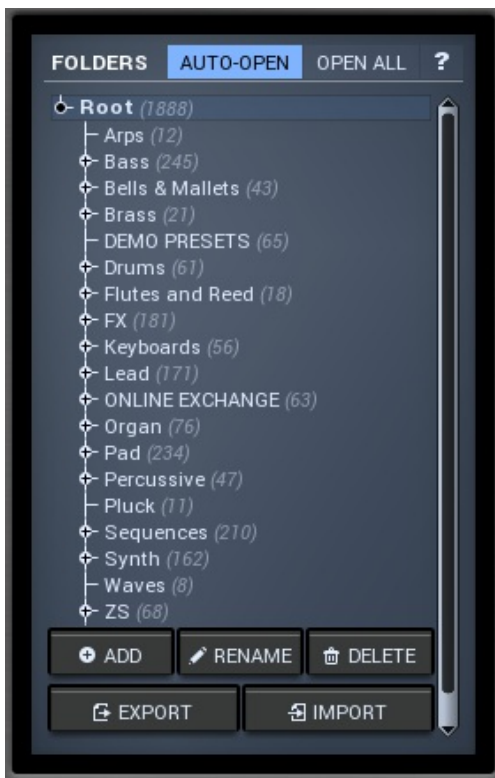 FOLDERS AUTO-OPEN OPEN ALL ?
Root (1888)
Arps (12)
Bass (245)
Bells & Mallets (43)
Brass (21)
DEMO PRESETS (65)
Drums (61)
Flutes and Reed (18)
FX (181)
Keyboards (56)
Lead (171)
ONLINE EXCHANGE (63)
Organ (76)
Pad (234)
Percussive (47)
Pluck (11)
Sequences (210)
Synth (162)
Waves (8)
ZS (68)
ADD RENAME DELETE
EXPORT IMPORT